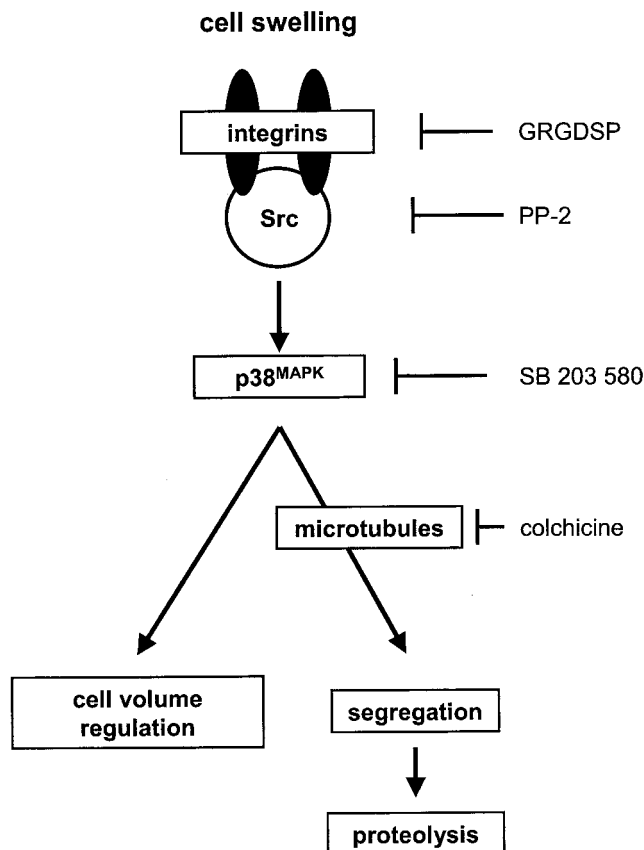 cell swelling
integrins
GRGDSP
Src
PP-2
p38MAPK
SB 203 580
microtubules
colchicine
cell volume
regulation
segregation
proteolysis